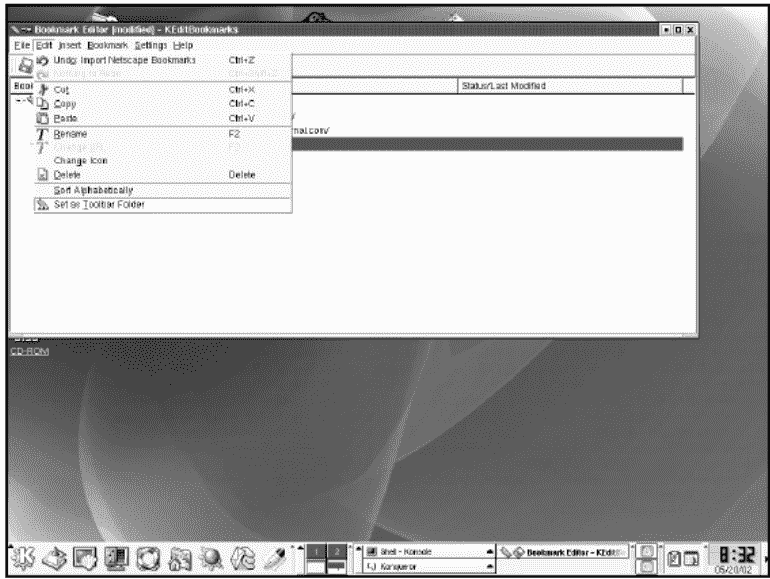 Bookmark Editor [modified] - KEditBookmarks
File Edit Insert Bookmark Settings Help
Undo: Import Netscape Bookmarks Ctrl+Z
Status/Last Modified
Cut Ctrl+X
Copy Ctrl+C
Paste Ctrl+V
Rename F2
Change Icon
Delete Delete
Sort Alphabetically
Set as Toolbar Folder
CD-ROM
1 2
Shell - Konsole
Konqueror
Bookmark Editor - KEdit
8:32
05/20/02